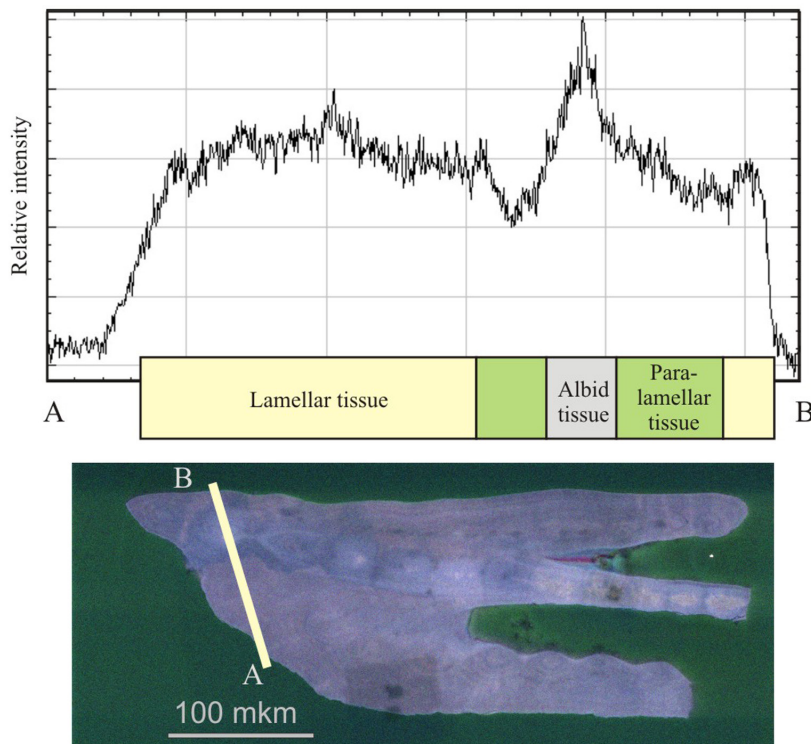 Relative intensity
A
Lamellar tissue
Albid
tissue
Para-
lamellar
tissue
B
B
A
100 mkm